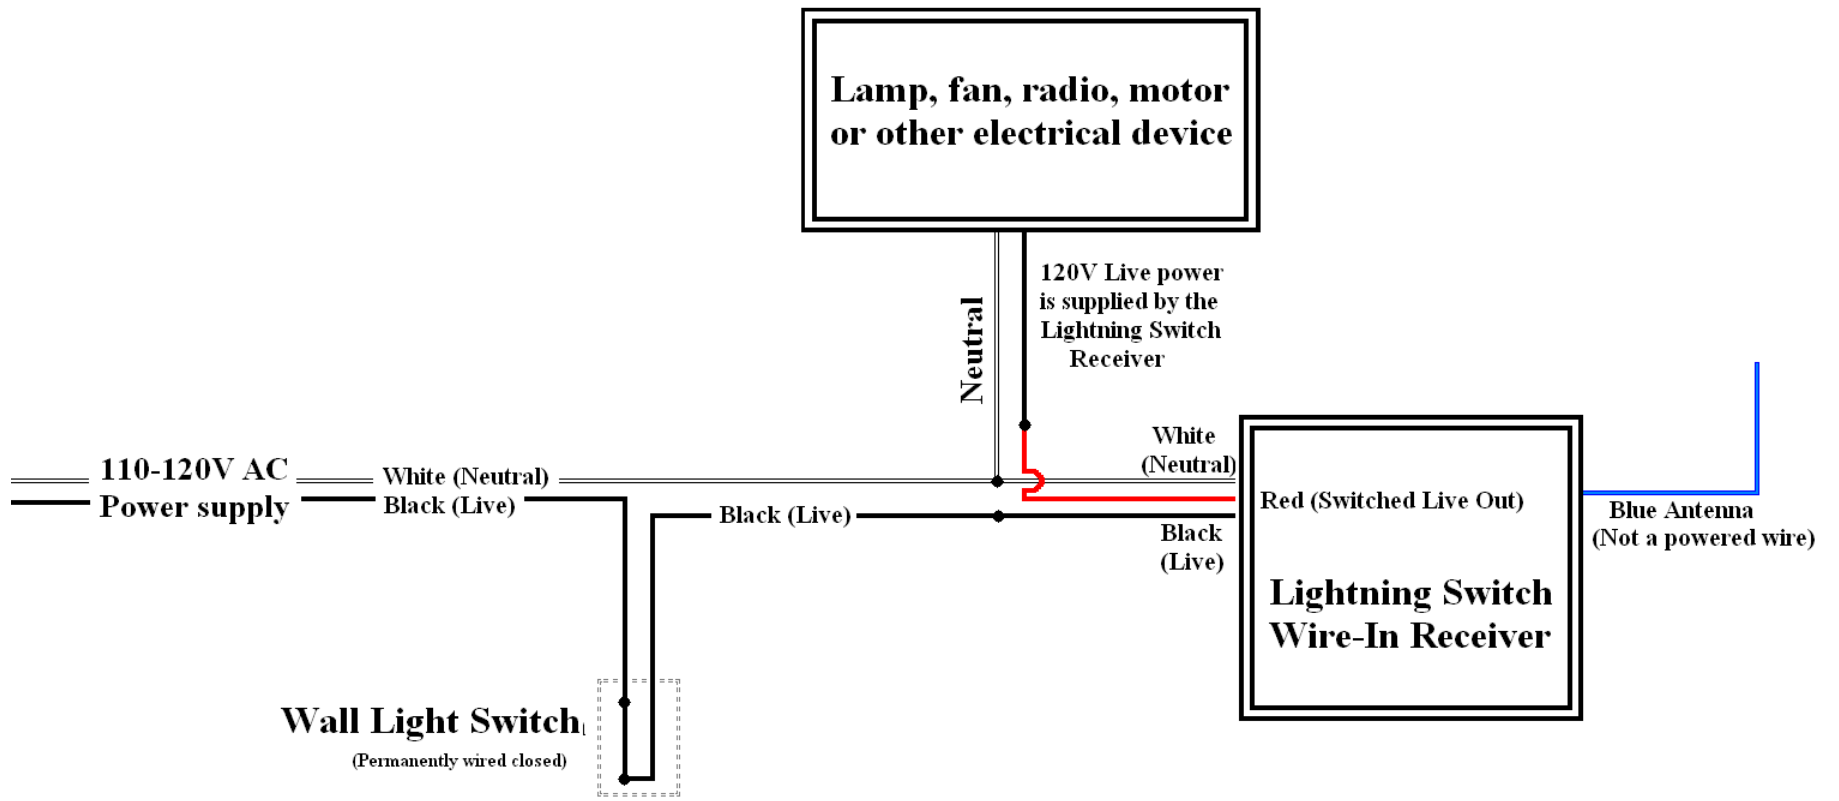 Lamp, fan, radio, motor
or other electrical device
120V Live power
is supplied by the
Lightning Switch
Receiver
Neutral
White
(Neutral)
110-120V AC
Power supply
White (Neutral)
Black (Live)
Black (Live)
Black
(Live)
Red (Switched Live Out)
Lightning Switch
Wire-In Receiver
Blue Antenna
(Not a powered wire)
Wall Light Switch
(Permanently wired closed)